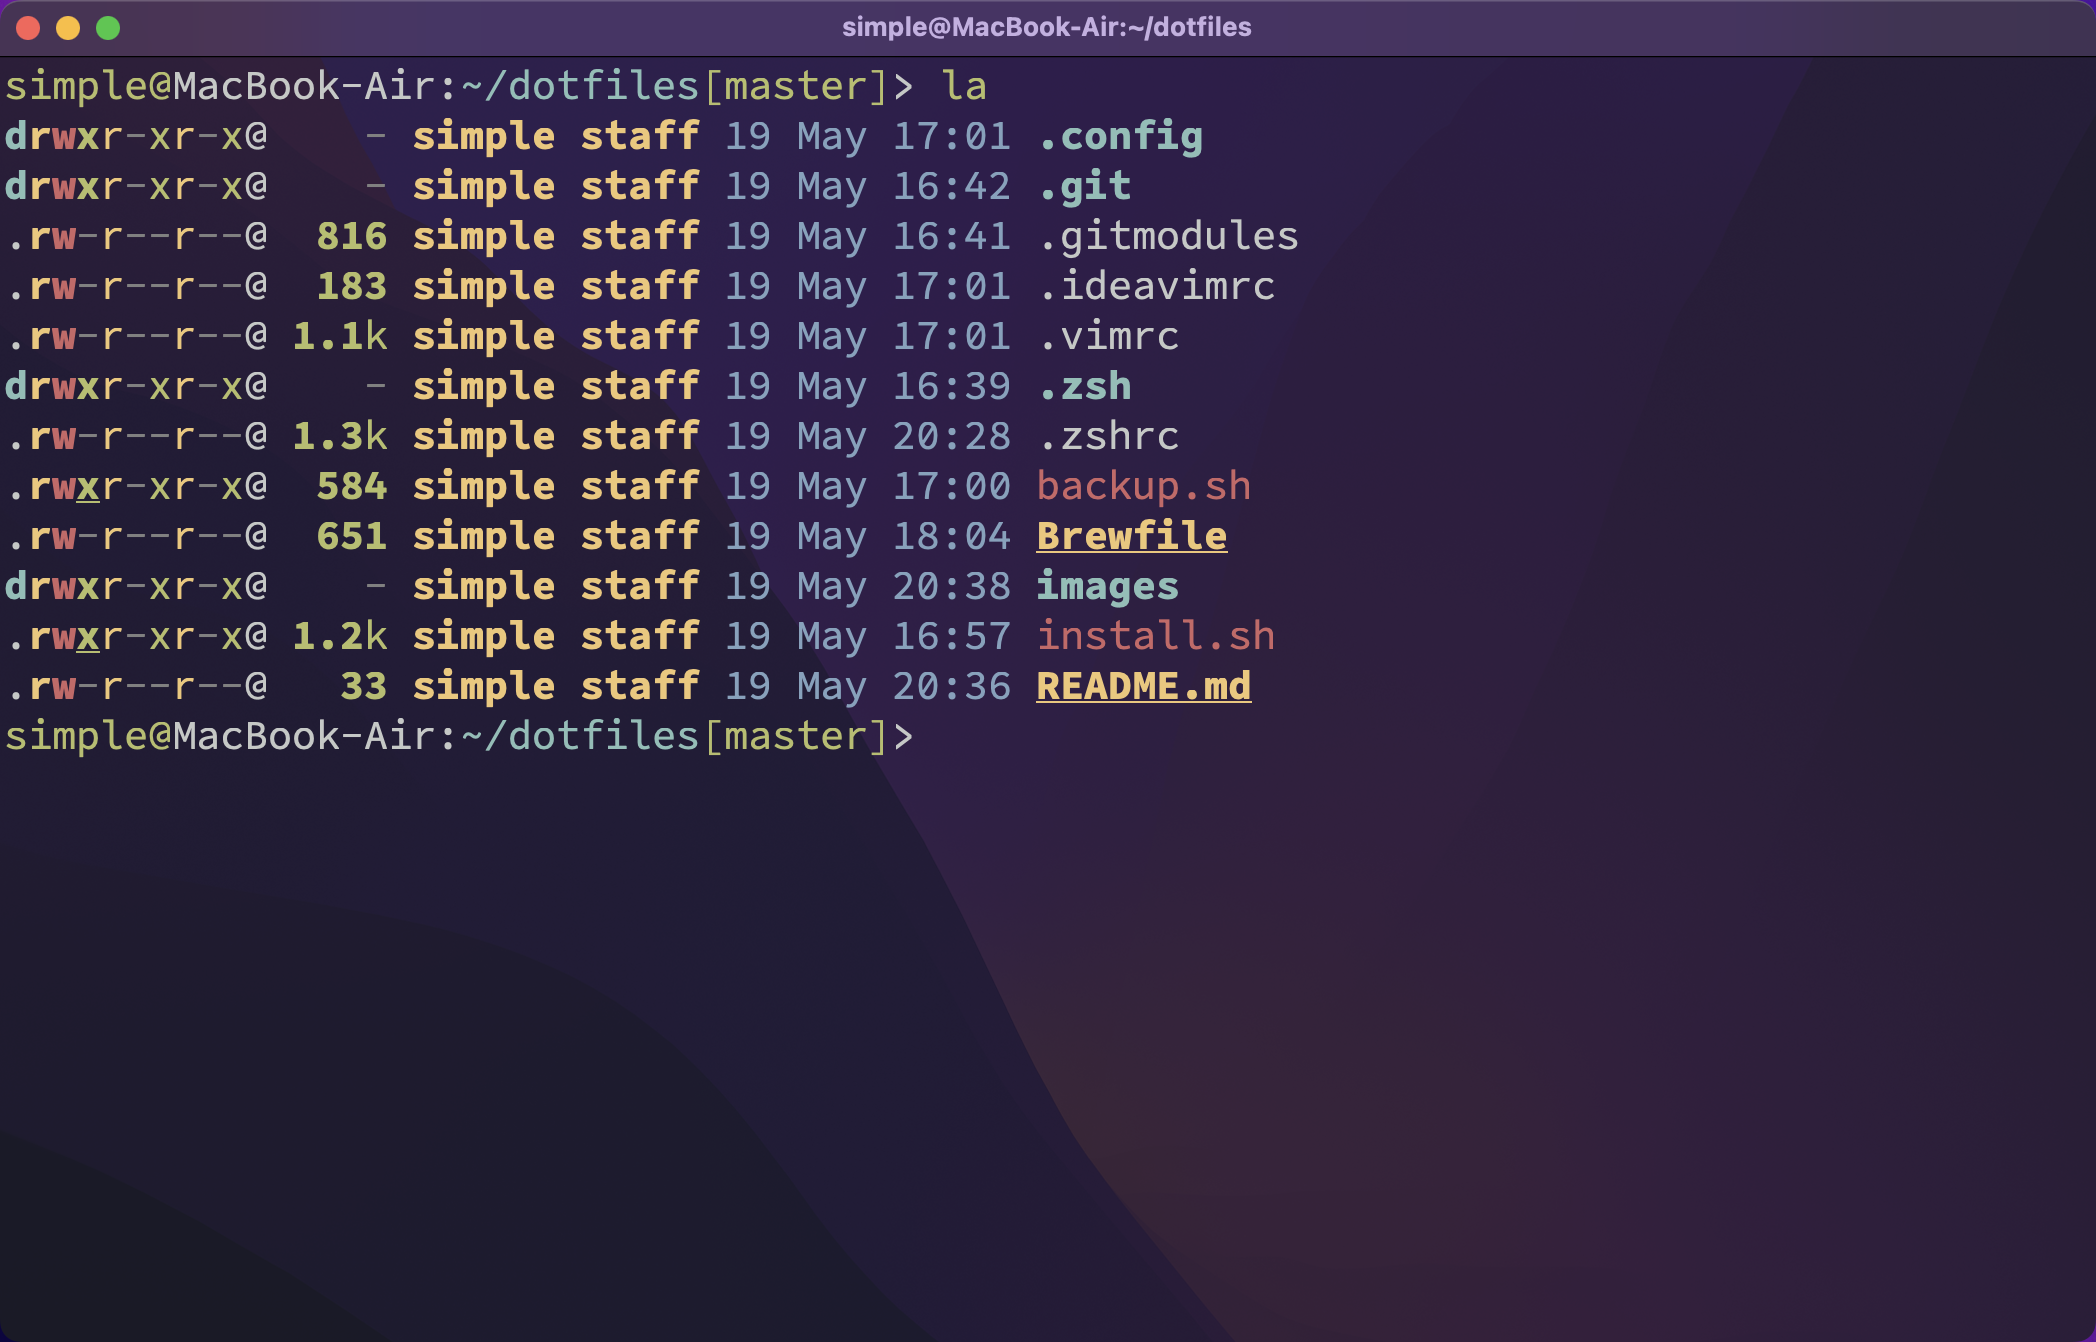 simple@MacBook-Air:~/dotfiles
simple@MacBook-Air:~/dotfiles[master]> la
drwxr-xr-x@    - simple staff 19 May 17:01 .config
drwxr-xr-x@    - simple staff 19 May 16:42 .git
.rw-r--r--@  816 simple staff 19 May 16:41 .gitmodules
.rw-r--r--@  183 simple staff 19 May 17:01 .ideavimrc
.rw-r--r--@ 1.1k simple staff 19 May 17:01 .vimrc
drwxr-xr-x@    - simple staff 19 May 16:39 .zsh
.rw-r--r--@ 1.3k simple staff 19 May 20:28 .zshrc
.rwxr-xr-x@  584 simple staff 19 May 17:00 backup.sh
.rw-r--r--@  651 simple staff 19 May 18:04 Brewfile
drwxr-xr-x@    - simple staff 19 May 20:38 images
.rwxr-xr-x@ 1.2k simple staff 19 May 16:57 install.sh
.rw-r--r--@   33 simple staff 19 May 20:36 README.md
simple@MacBook-Air:~/dotfiles[master]>